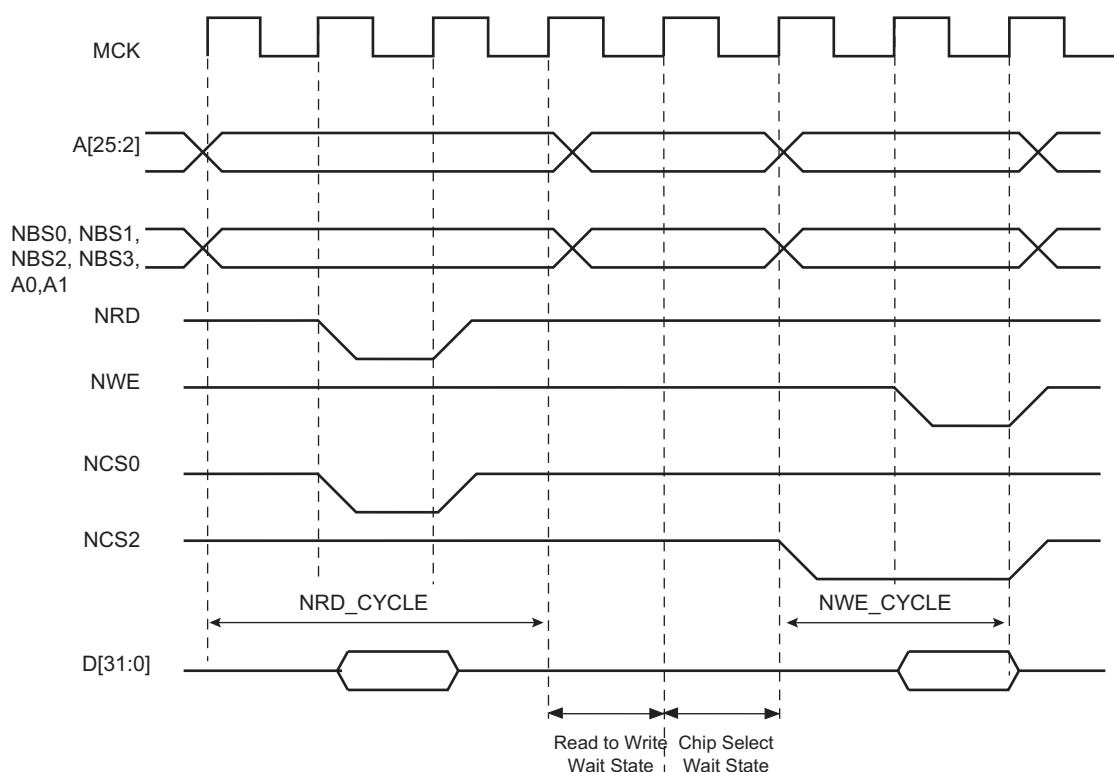 MCK
A[25:2]
NBS0, NBS1,
NBS2, NBS3,
A0,A1
NRD
NWE
NCS0
NCS2
NRD_CYCLE
NWE_CYCLE
D[31:0]
Read to Write
Wait State
Chip Select
Wait State